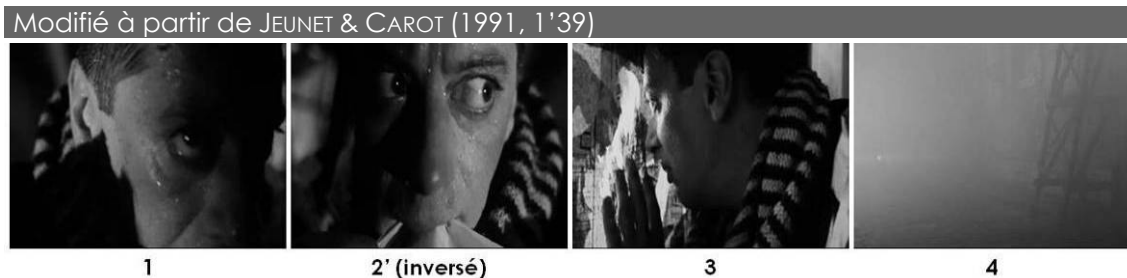 Modifié à partir de JEUNET & CAROT (1991, 1’39)
1 2’ (inversé) 3 4